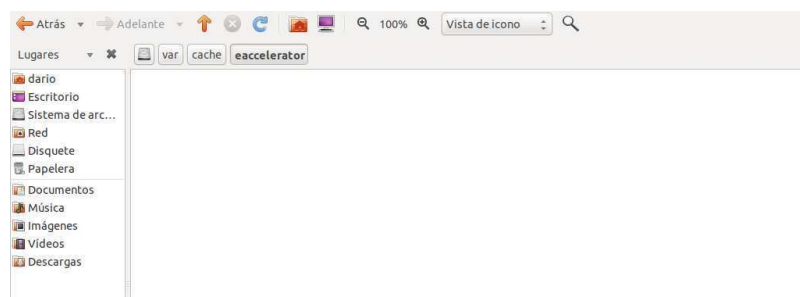 Atrás Adelante 100% Vista de icono
Lugares var cache eaccelerator
dario
Escritorio
Sistema de arc...
Red
Disquete
Papelera
Documentos
Música
Imágenes
Vídeos
Descargas